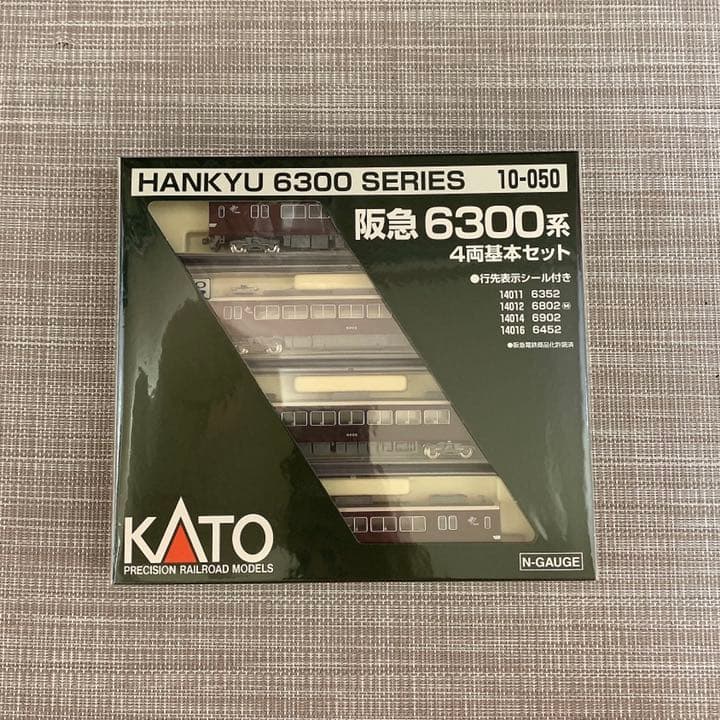 HANKYU 6300 SERIES 10-050
阪急 6300系
4両基本セット
●行先表示シール付き
14011 6352
14012 6802 Ⓜ
14014 6902
14016 6452
●阪急電鉄商品化許諾済
KATO
PRECISION RAILROAD MODELS
N-GAUGE